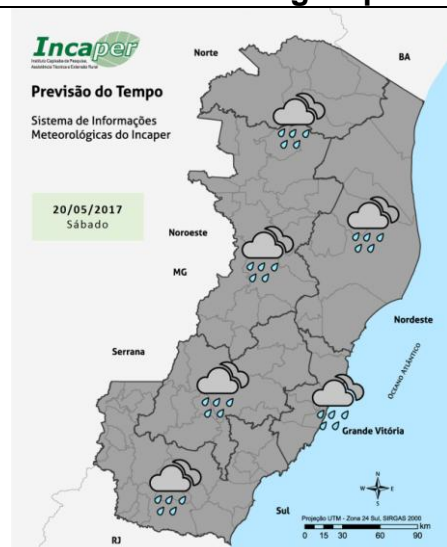 Incaper
Instituto Capixaba de Pesquisa,
Assistência Técnica e Extensão Rural
Previsão do Tempo
Sistema de Informações
Meteorológicas do Incaper
20/05/2017
Sábado
Norte
BA
Noroeste
MG
Nordeste
OCEANO ATLÂNTICO
Serrana
Grande Vitória
N
W
E
S
Sul
Projeção UTM - Zona 24 Sul, SIRGAS 2000
km
0 15 30 60 90
RJ